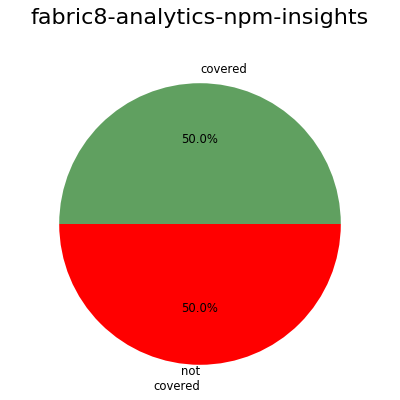 fabric8-analytics-npm-insights
covered
50.0%
50.0%
not
covered